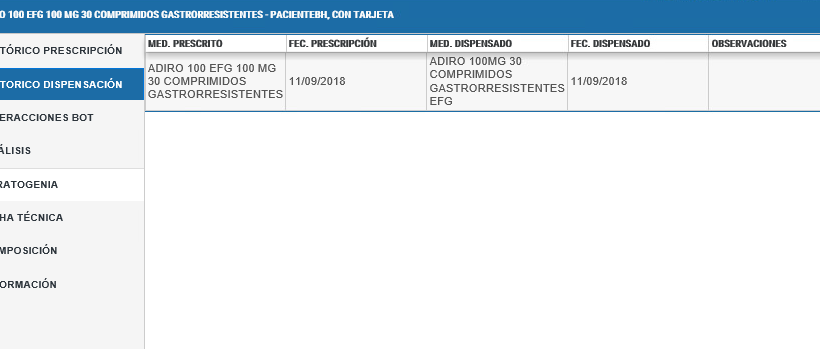 O 100 EFG 100 MG 30 COMPRIMIDOS GASTRORRESISTENTES - PACIENTEBH, CON TARJETA
TÓRICO PRESCRIPCIÓN
TORICO DISPENSACIÓN
ERACCIONES BOT
ÁLISIS
RATOGENIA
HA TÉCNICA
MPOSICIÓN
ORMACIÓN
MED. PRESCRITO FEC. PRESCRIPCIÓN MED. DISPENSADO FEC. DISPENSADO OBSERVACIONES
ADIRO 100 EFG 100 MG
30 COMPRIMIDOS
GASTRORRESISTENTES
11/09/2018
ADIRO 100MG 30
COMPRIMIDOS
GASTRORRESISTENTES
EFG
11/09/2018